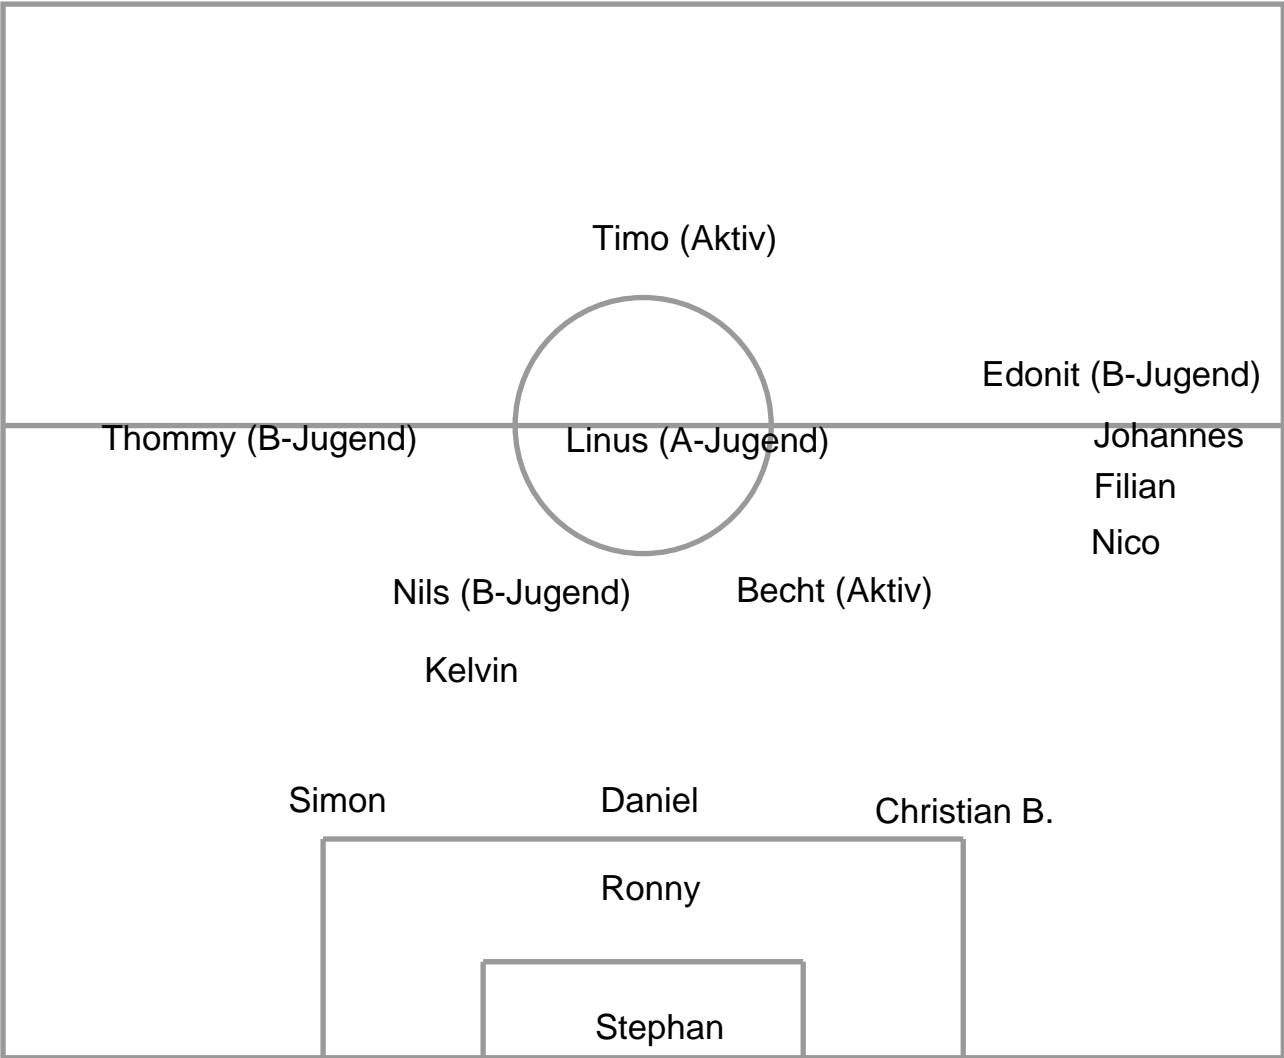 Timo (Aktiv)
Edonit (B-Jugend)
Thommy (B-Jugend)
Linus (A-Jugend)
Johannes
Filian
Nico
Nils (B-Jugend)
Becht (Aktiv)
Kelvin
Simon
Daniel
Christian B.
Ronny
Stephan